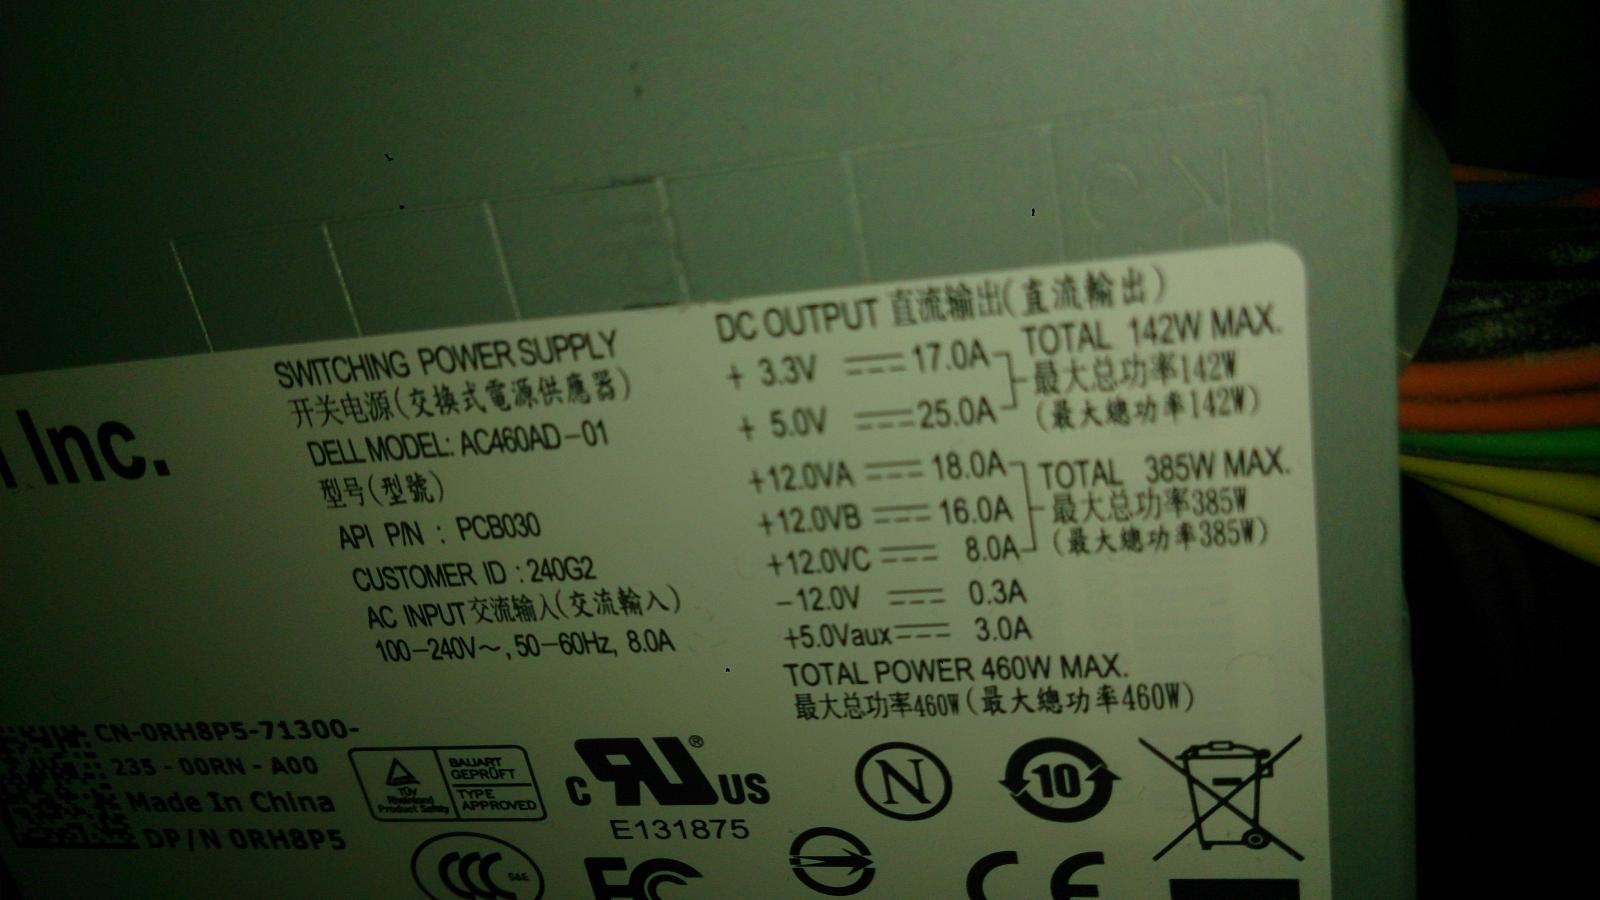 Inc.
SWITCHING POWER SUPPLY
开关电源(交换式電源供應器)
DELL MODEL: AC460AD-01
型号(型號)
API P/N : PCB030
CUSTOMER ID : 240G2
AC INPUT 交流输入(交流輸入)
100-240V~, 50-60Hz, 8.0A
DC OUTPUT 直流输出(直流輸出)
+ 3.3V 17.0A
+ 5.0V 25.0A
TOTAL 142W MAX.
最大总功率142W
(最大總功率142W)
+12.0VA 18.0A
+12.0VB 16.0A
+12.0VC 8.0A
TOTAL 385W MAX.
最大总功率385W
(最大總功率385W)
-12.0V 0.3A
+5.0Vaux 3.0A
TOTAL POWER 460W MAX.
最大总功率460W(最大總功率460W)
CN-0RH8P5-71300-
235-00RN-A00
Made In China
DP/N 0RH8P5
TÜV
Rheinland
Product Safety
BAUART
GEPRÜFT
TYPE
APPROVED
c RU US ®
E131875
N
10
CCC S&E
FC
CE